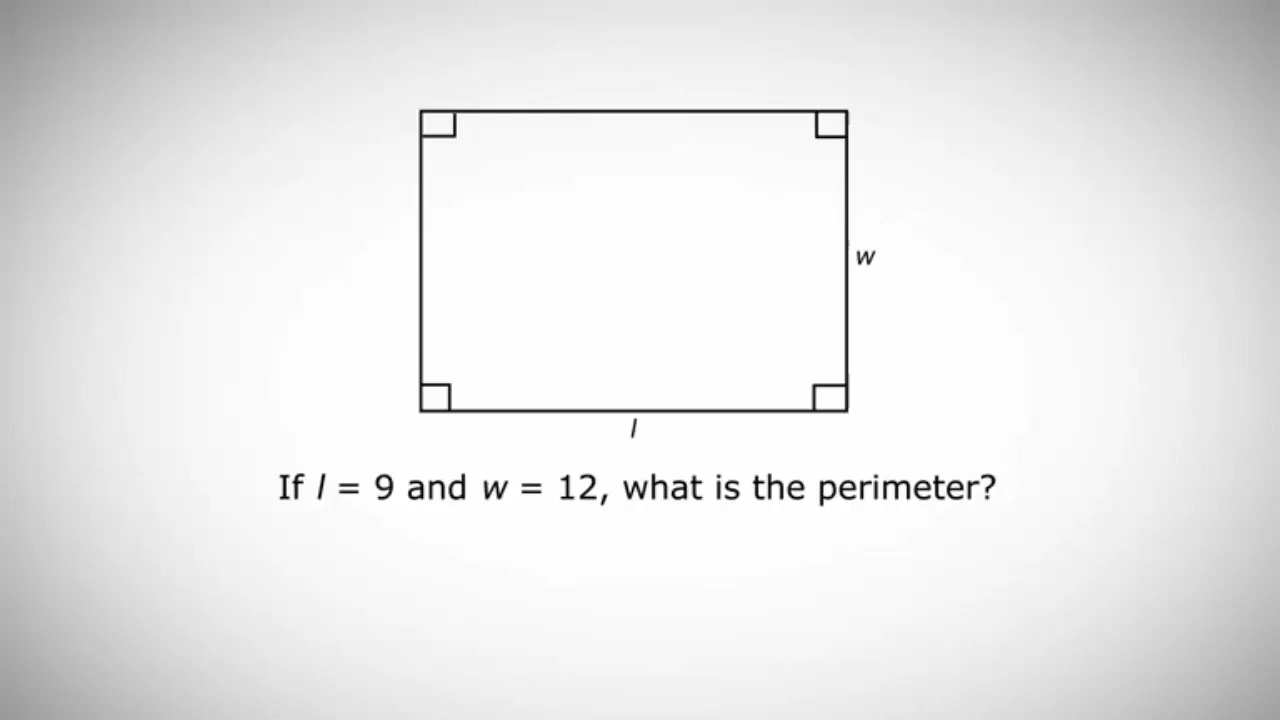 w
l
If l = 9 and w = 12, what is the perimeter?